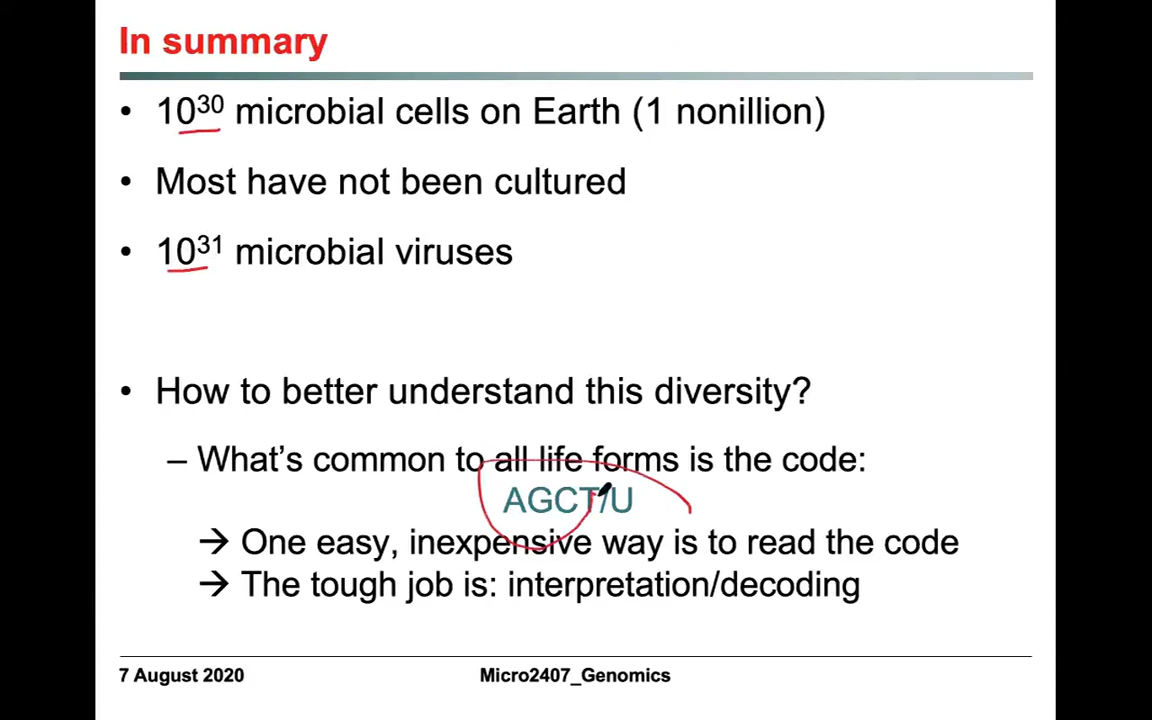 In summary
• 10³⁰ microbial cells on Earth (1 nonillion)
• Most have not been cultured
• 10³¹ microbial viruses
• How to better understand this diversity?
– What's common to all life forms is the code:
AGCT/U
→ One easy, inexpensive way is to read the code
→ The tough job is: interpretation/decoding
7 August 2020
Micro2407_Genomics